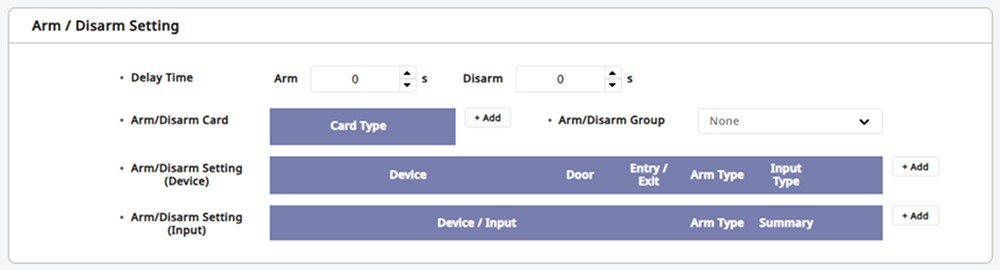 Arm / Disarm Setting
• Delay Time Arm 0 s Disarm 0 s
• Arm/Disarm Card Card Type + Add • Arm/Disarm Group None
• Arm/Disarm Setting
(Device)
Device Door Entry /
Exit Arm Type Input
Type + Add
• Arm/Disarm Setting
(Input)
Device / Input Arm Type Summary + Add